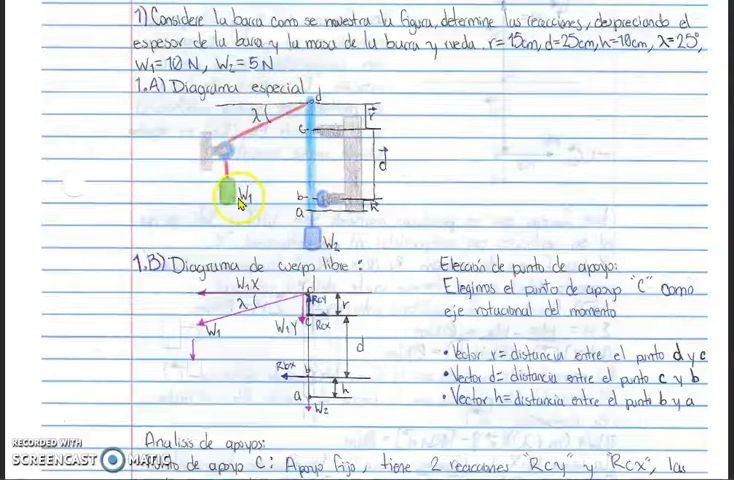 1) Considere la barra como se muestra la figura, determine las reacciones, despreciando el
espesor de la barra y la masa de la barra y rueda. r=15cm, d=25cm, h=10cm, λ=25°,
W1=10 N, W2=5 N
1.A) Diagrama especial
d
λ
r
c
d
W1
b
a
h
W2
1.B) Diagrama de cuerpo libre:
Elección de punto de apoyo:
W1X
d
Elegimos el punto de apoyo "C" como
λ
Rcy
r
eje rotacional del momento
W1
W1Y
c
Rcx
d
• Vector r= distancia entre el punto d y c
Rbx
b
• Vector d= distancia entre el punto c y b
h
a
• Vector h= distancia entre el punto b y a
W2
RECORDED WITH
SCREENCAST O MATIC
Analisis de apoyos:
Punto de apoyo C: Apoyo fijo, tiene 2 reacciones "Rcy" y "Rcx", las